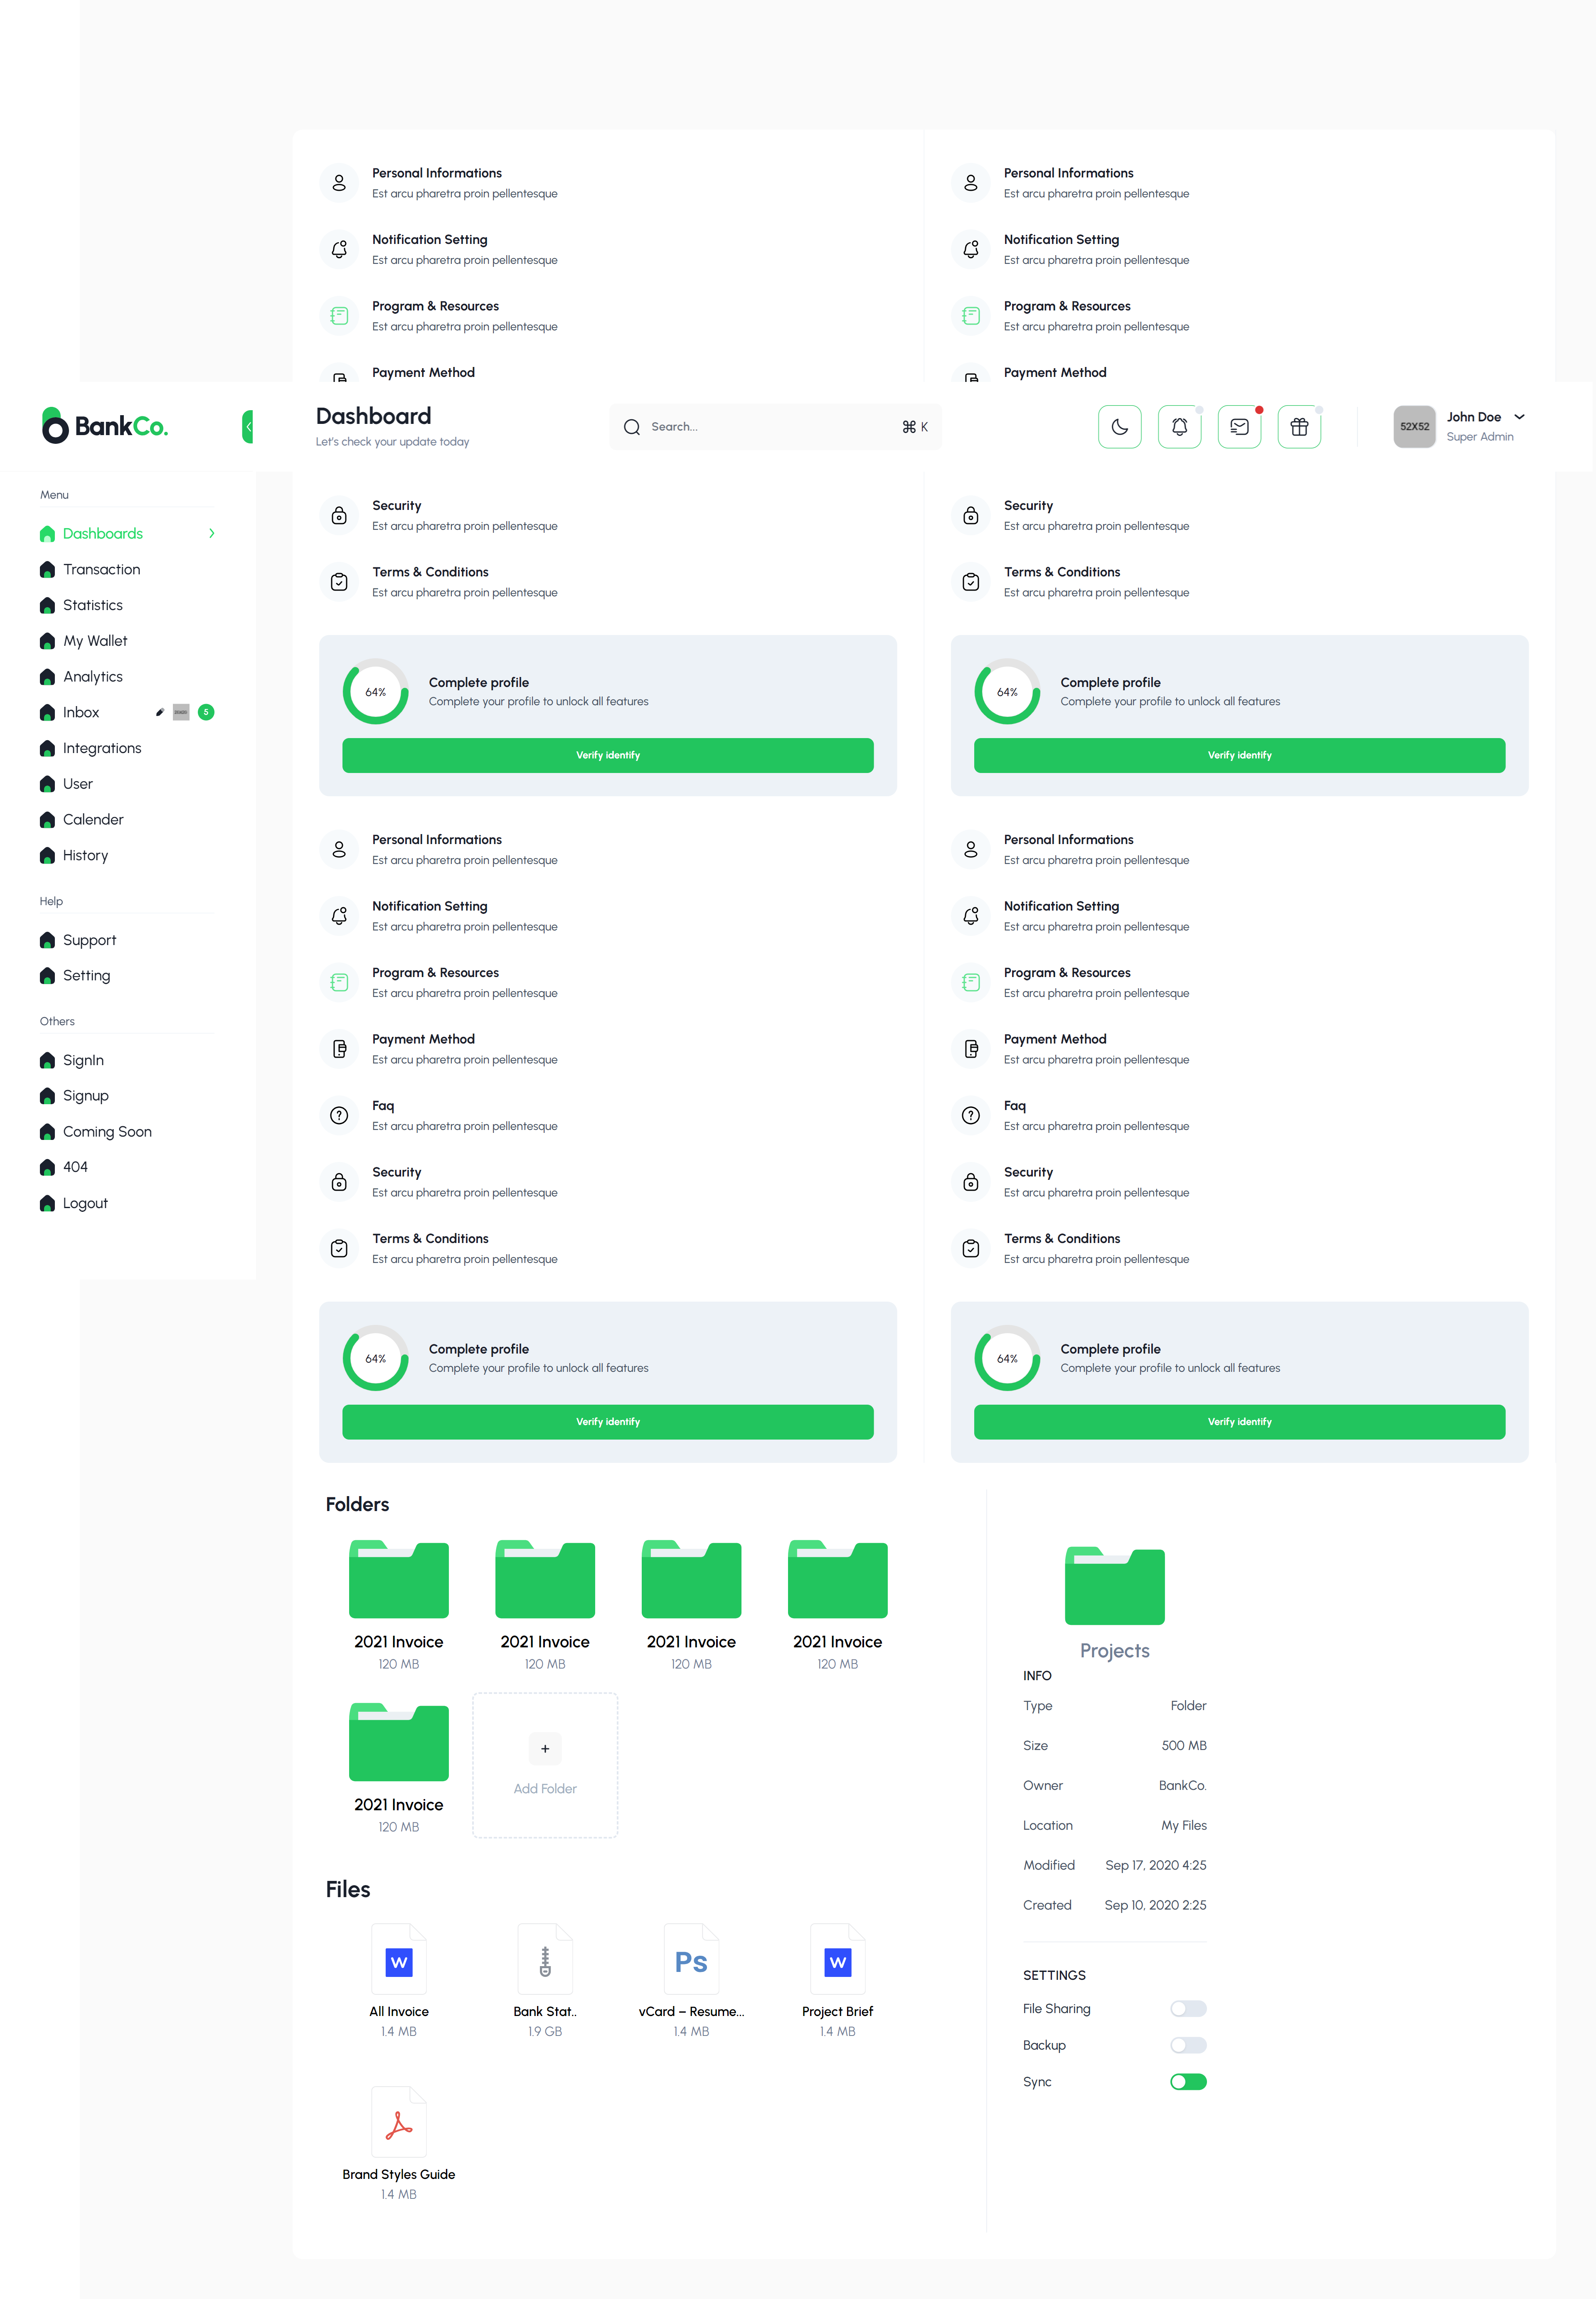 Personal Informations
Est arcu pharetra proin pellentesque
Notification Setting
Est arcu pharetra proin pellentesque
Program & Resources
Est arcu pharetra proin pellentesque
Payment Method
Personal Informations
Est arcu pharetra proin pellentesque
Notification Setting
Est arcu pharetra proin pellentesque
Program & Resources
Est arcu pharetra proin pellentesque
Payment Method
BankCo.
Dashboard
Let's check your update today
Search...
⌘ K
52X52
John Doe
Super Admin
Menu
Dashboards
Transaction
Statistics
My Wallet
Analytics
Inbox
5
Integrations
User
Calender
History
Help
Support
Setting
Others
SignIn
Signup
Coming Soon
404
Logout
Security
Est arcu pharetra proin pellentesque
Terms & Conditions
Est arcu pharetra proin pellentesque
64%
Complete profile
Complete your profile to unlock all features
Verify identify
Personal Informations
Est arcu pharetra proin pellentesque
Notification Setting
Est arcu pharetra proin pellentesque
Program & Resources
Est arcu pharetra proin pellentesque
Payment Method
Est arcu pharetra proin pellentesque
Faq
Est arcu pharetra proin pellentesque
Security
Est arcu pharetra proin pellentesque
Terms & Conditions
Est arcu pharetra proin pellentesque
64%
Complete profile
Complete your profile to unlock all features
Verify identify
Security
Est arcu pharetra proin pellentesque
Terms & Conditions
Est arcu pharetra proin pellentesque
64%
Complete profile
Complete your profile to unlock all features
Verify identify
Personal Informations
Est arcu pharetra proin pellentesque
Notification Setting
Est arcu pharetra proin pellentesque
Program & Resources
Est arcu pharetra proin pellentesque
Payment Method
Est arcu pharetra proin pellentesque
Faq
Est arcu pharetra proin pellentesque
Security
Est arcu pharetra proin pellentesque
Terms & Conditions
Est arcu pharetra proin pellentesque
64%
Complete profile
Complete your profile to unlock all features
Verify identify
Folders
2021 Invoice
120 MB
2021 Invoice
120 MB
2021 Invoice
120 MB
2021 Invoice
120 MB
2021 Invoice
120 MB
+
Add Folder
Files
W
All Invoice
1.4 MB
Bank Stat..
1.9 GB
Ps
vCard – Resume...
1.4 MB
W
Project Brief
1.4 MB
Brand Styles Guide
1.4 MB
Projects
INFO
Type Folder
Size 500 MB
Owner BankCo.
Location My Files
Modified Sep 17, 2020 4:25
Created Sep 10, 2020 2:25
SETTINGS
File Sharing
Backup
Sync